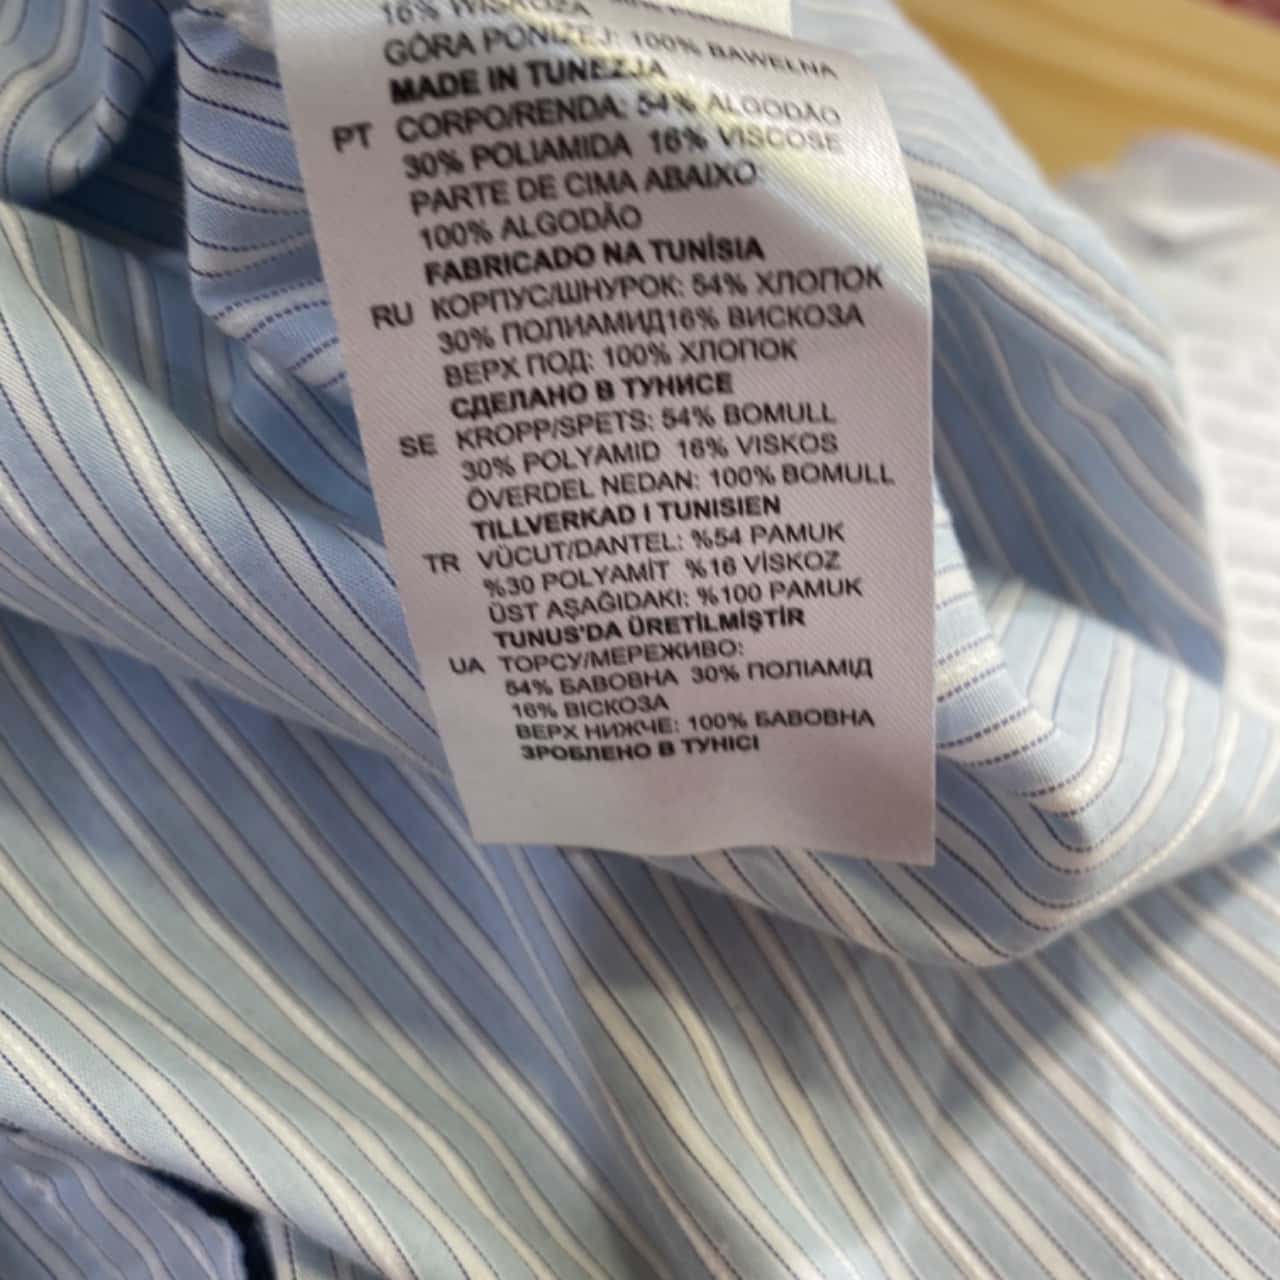 16% WISKOZA
GÓRA PONIŻEJ: 100% BAWEŁNA
MADE IN TUNEZJA
PT CORPO/RENDA: 54% ALGODÃO
30% POLIAMIDA 16% VISCOSE
PARTE DE CIMA ABAIXO:
100% ALGODÃO
FABRICADO NA TUNÍSIA
RU КОРПУС/ШНУРОК: 54% ХЛОПОК
30% ПОЛИАМИД16% ВИСКОЗА
ВЕРХ ПОД: 100% ХЛОПОК
СДЕЛАНО В ТУНИСЕ
SE KROPP/SPETS: 54% BOMULL
30% POLYAMID 16% VISKOS
ÖVERDEL NEDAN: 100% BOMULL
TILLVERKAD I TUNISIEN
TR VÜCUT/DANTEL: %54 PAMUK
%30 POLYAMİT %16 VİSKOZ
ÜST AŞAĞIDAKI: %100 PAMUK
TUNUS'DA ÜRETİLMİŞTİR
UA ТОРСУ/МЕРЕЖИВО:
54% БАВОВНА 30% ПОЛІАМІД
16% ВІСКОЗА
ВЕРХ НИЖЧЕ: 100% БАВОВНА
ЗРОБЛЕНО В ТУНІСІ